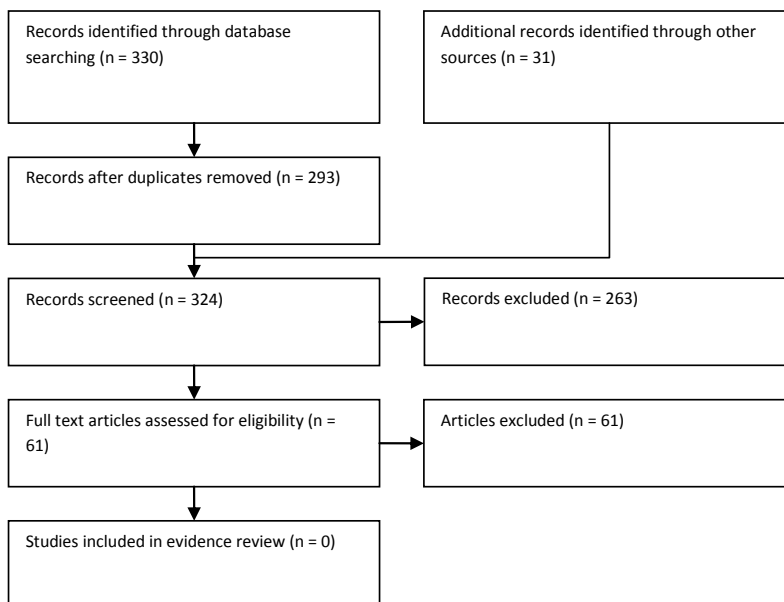 Records identified through database
searching (n = 330)
Additional records identified through other
sources (n = 31)
Records after duplicates removed (n = 293)
Records screened (n = 324)
Records excluded (n = 263)
Full text articles assessed for eligibility (n =
61)
Articles excluded (n = 61)
Studies included in evidence review (n = 0)